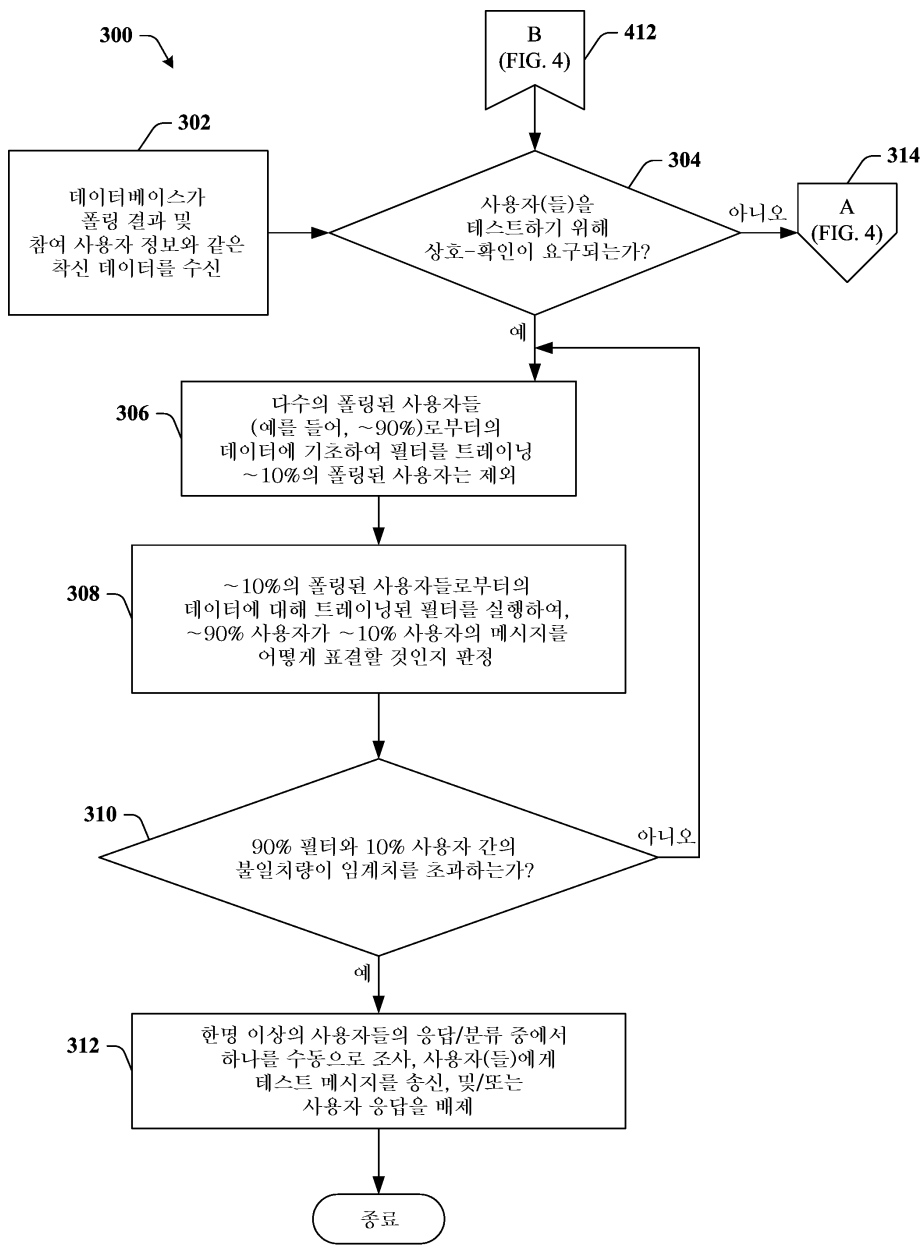 300
B
(FIG. 4)
412
302
데이터베이스가
폴링 결과 및
참여 사용자 정보와 같은
착신 데이터를 수신
304
사용자(들)을
테스트하기 위해
상호-확인이 요구되는가?
아니오
314
A
(FIG. 4)
예
306
다수의 폴링된 사용자들
(예를 들어, ~90%)로부터의
데이터에 기초하여 필터를 트레이닝
~10%의 폴링된 사용자는 제외
308
~10%의 폴링된 사용자들로부터의
데이터에 대해 트레이닝된 필터를 실행하여,
~90% 사용자가 ~10% 사용자의 메시지를
어떻게 표결할 것인지 판정
310
90% 필터와 10% 사용자 간의
불일치량이 임계치를 초과하는가?
아니오
예
312
한명 이상의 사용자들의 응답/분류 중에서
하나를 수동으로 조사, 사용자(들)에게
테스트 메시지를 송신, 및/또는
사용자 응답을 배제
종료